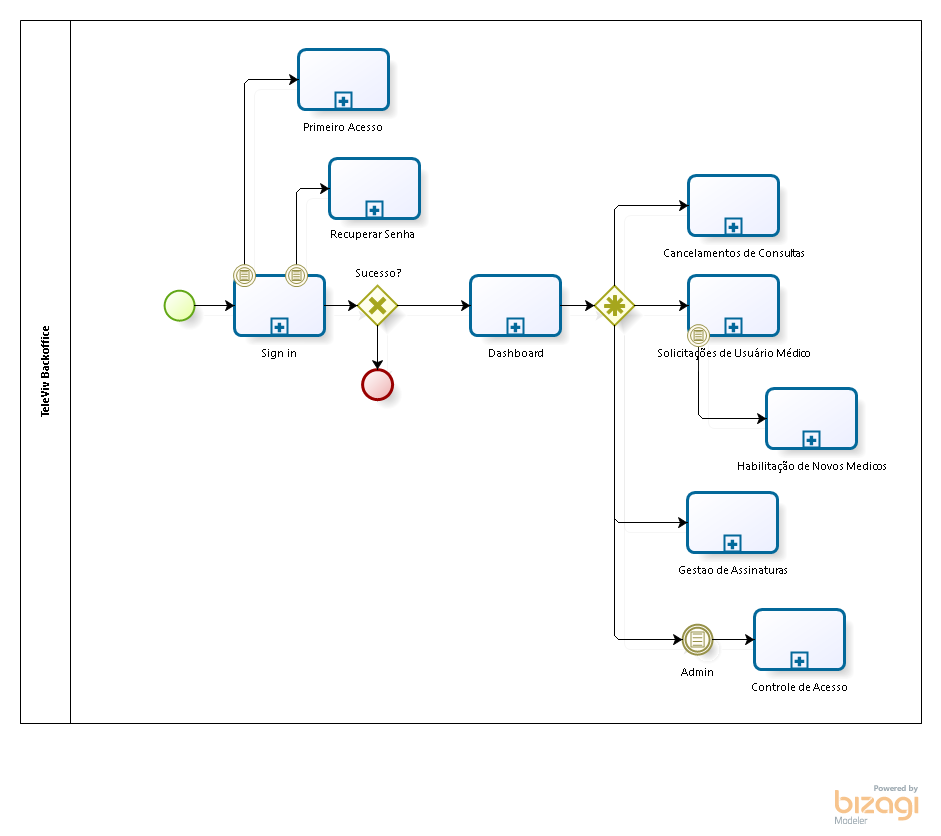 TeleViv Backoffice
Primeiro Acesso
Recuperar Senha
Sucesso?
Sign in
Dashboard
Cancelamentos de Consultas
Solicitações de Usuário Médico
Habilitação de Novos Medicos
Gestao de Assinaturas
Admin
Controle de Acesso
Powered by
bizagi
Modeler